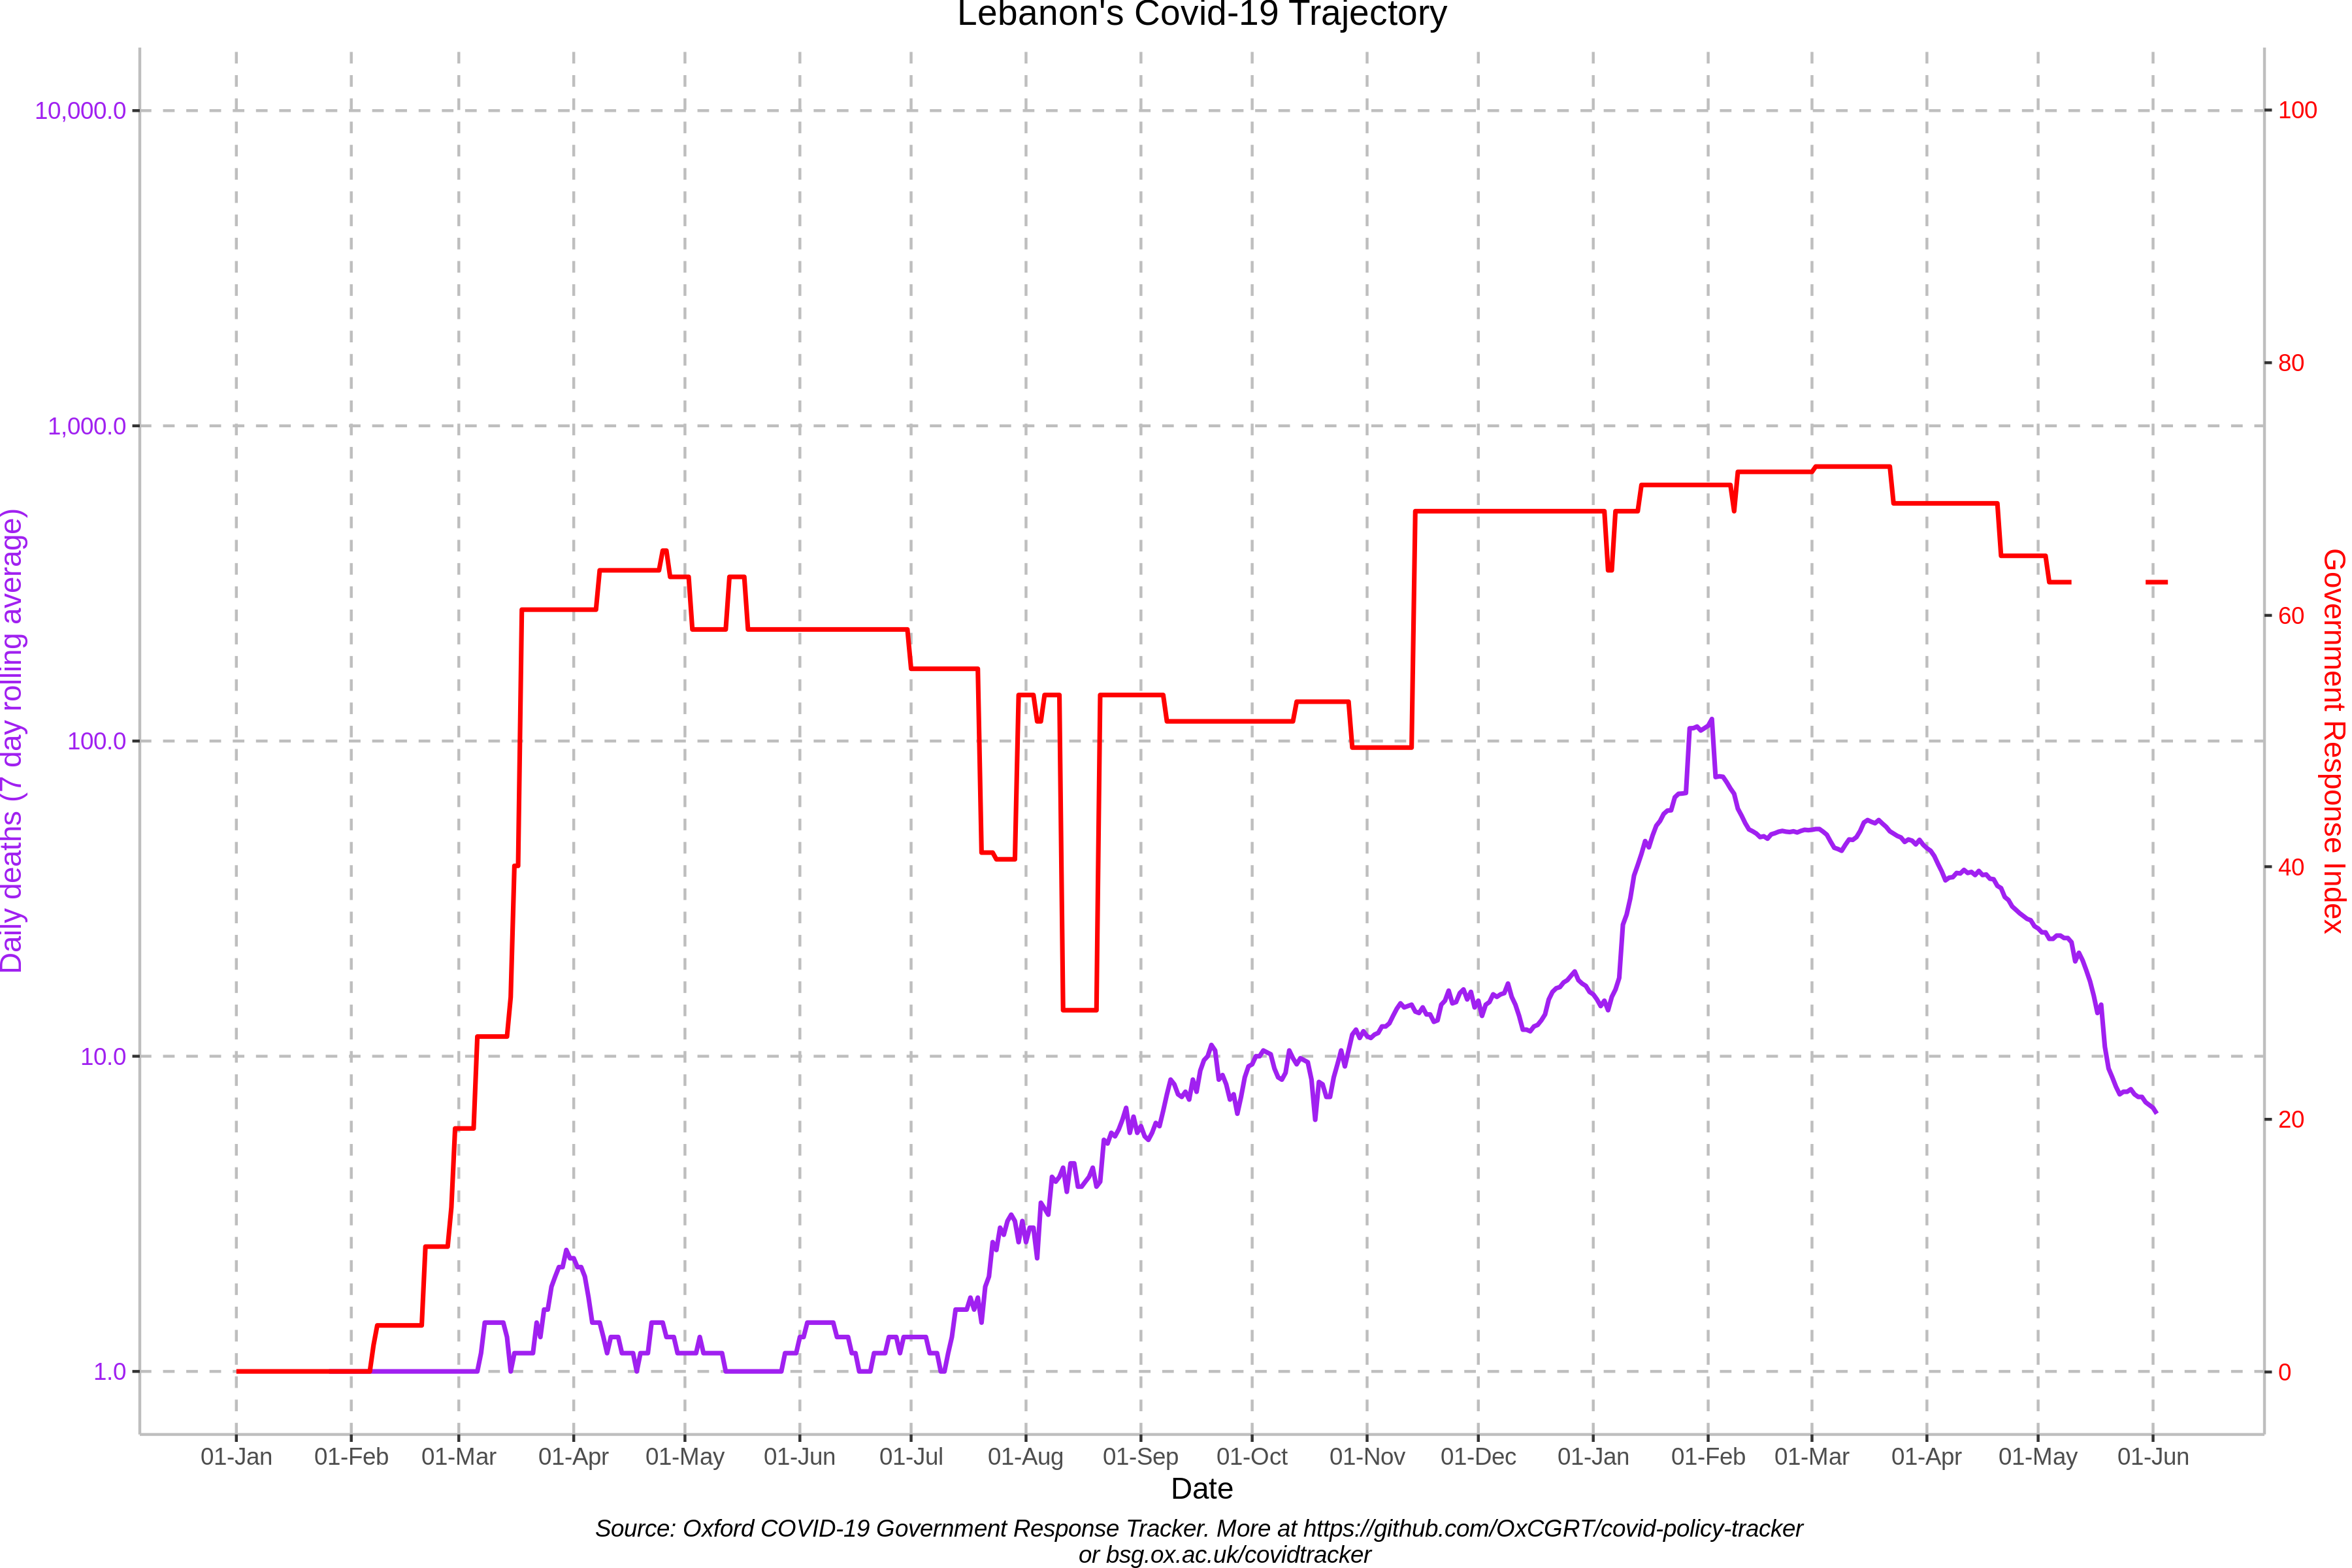 Lebanon's Covid-19 Trajectory
10,000.0
1,000.0
100.0
10.0
1.0
Daily deaths (7 day rolling average)
100
80
60
40
20
0
Government Response Index
01-Jan 01-Feb 01-Mar 01-Apr 01-May 01-Jun 01-Jul 01-Aug 01-Sep 01-Oct 01-Nov 01-Dec 01-Jan 01-Feb 01-Mar 01-Apr 01-May 01-Jun
Date
Source: Oxford COVID-19 Government Response Tracker. More at https://github.com/OxCGRT/covid-policy-tracker
or bsg.ox.ac.uk/covidtracker